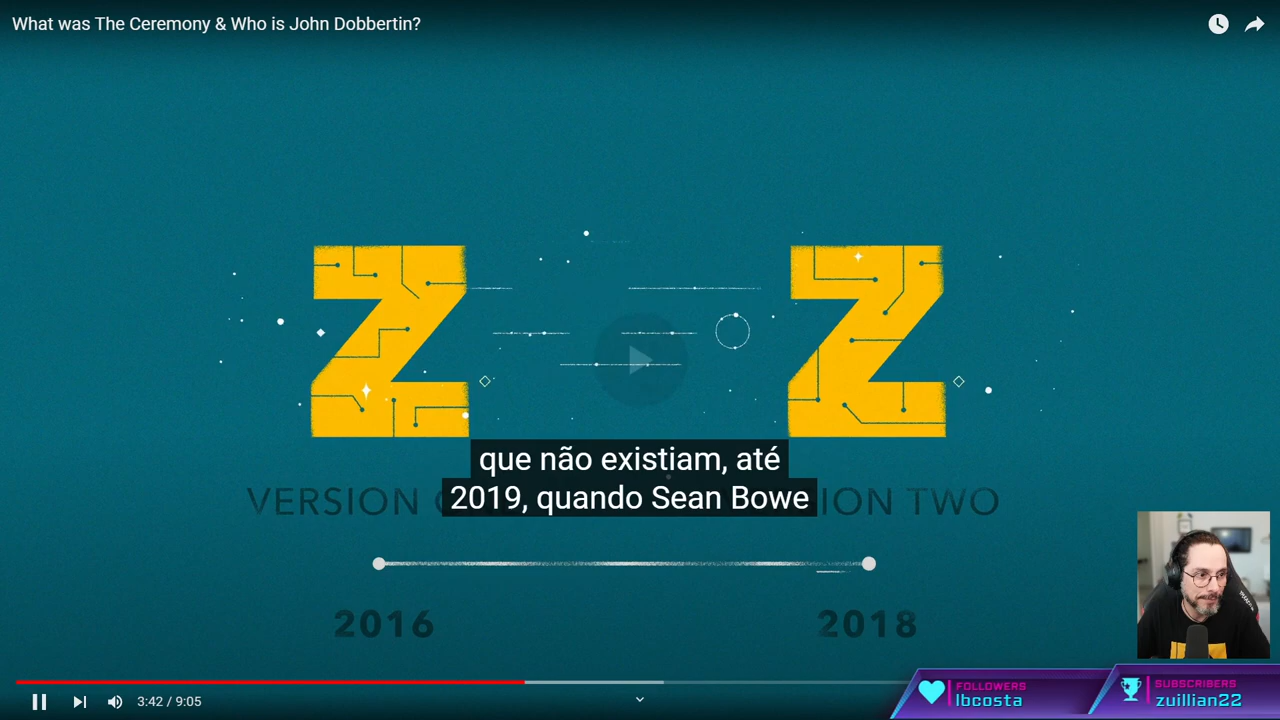 What was The Ceremony & Who is John Dobbertin?
que não existiam, até
2019, quando Sean Bowe
VERSION
ION TWO
2016
2018
3:42 / 9:05
FOLLOWERS
lbcosta
SUBSCRIBERS
zuillian22